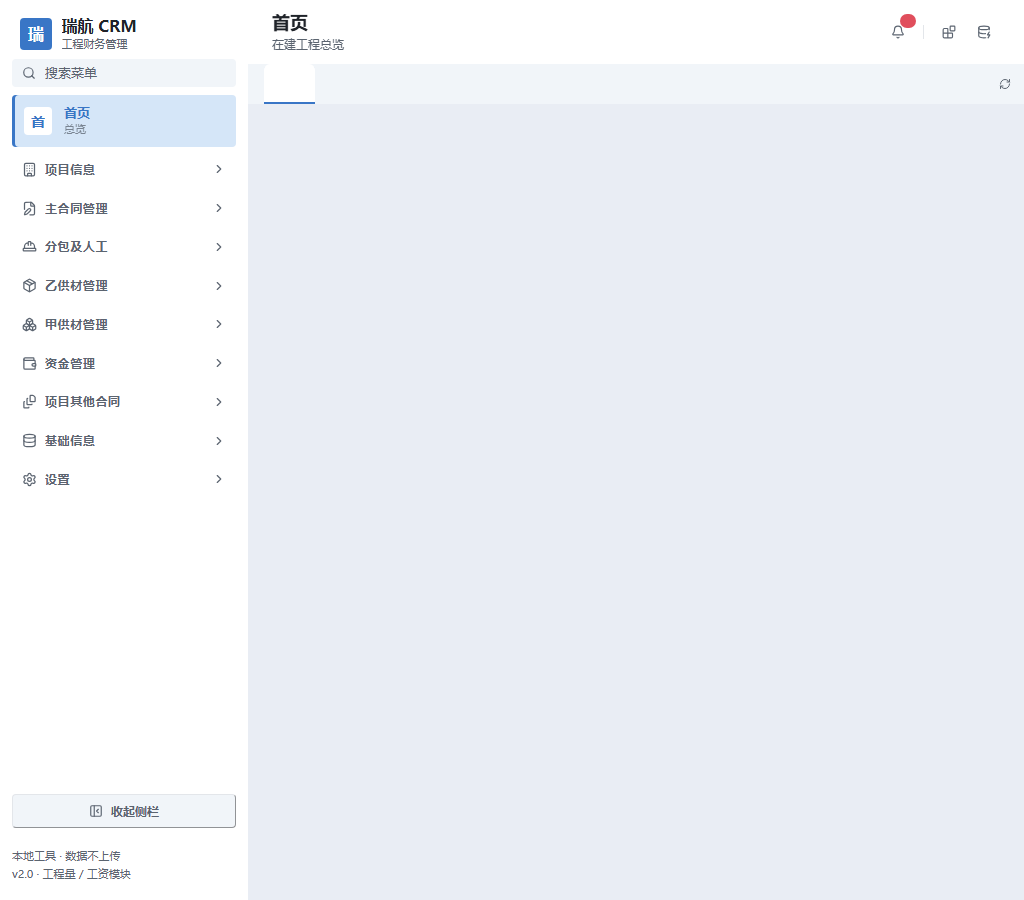 瑞
瑞航 CRM
工程财务管理
搜索菜单
首
首页
总览
项目信息
主合同管理
分包及人工
乙供材管理
甲供材管理
资金管理
项目其他合同
基础信息
设置
收起侧栏
本地工具 · 数据不上传
v2.0 · 工程量 / 工资模块
首页
在建工程总览